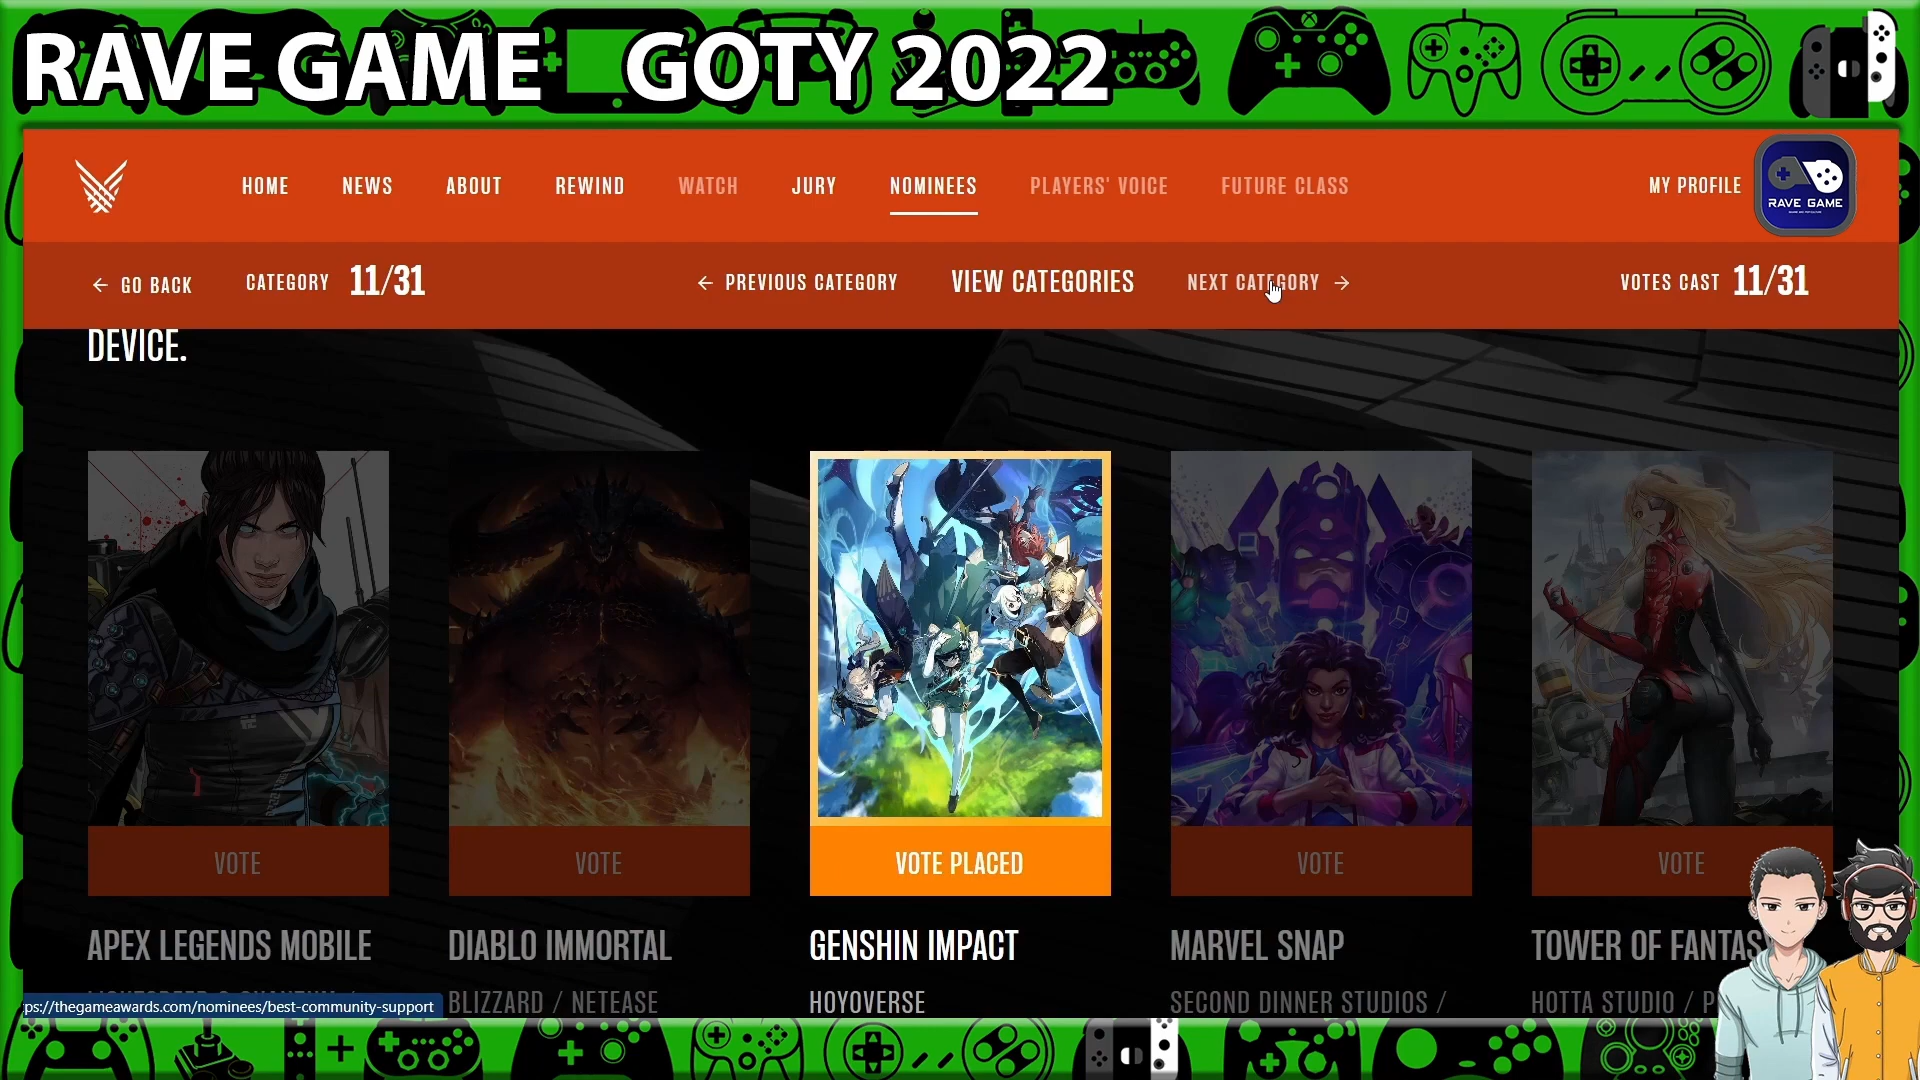 RAVE GAME GOTY 2022
HOME NEWS ABOUT REWIND WATCH JURY NOMINEES PLAYERS' VOICE FUTURE CLASS MY PROFILE
RAVE GAME
← GO BACK CATEGORY 11/31 ← PREVIOUS CATEGORY VIEW CATEGORIES NEXT CATEGORY → VOTES CAST 11/31
DEVICE.
VOTE VOTE VOTE PLACED VOTE VOTE
APEX LEGENDS MOBILE DIABLO IMMORTAL GENSHIN IMPACT MARVEL SNAP TOWER OF FANTAS
BLIZZARD / NETEASE HOYOVERSE SECOND DINNER STUDIOS / HOTTA STUDIO / P
ps://thegameawards.com/nominees/best-community-support